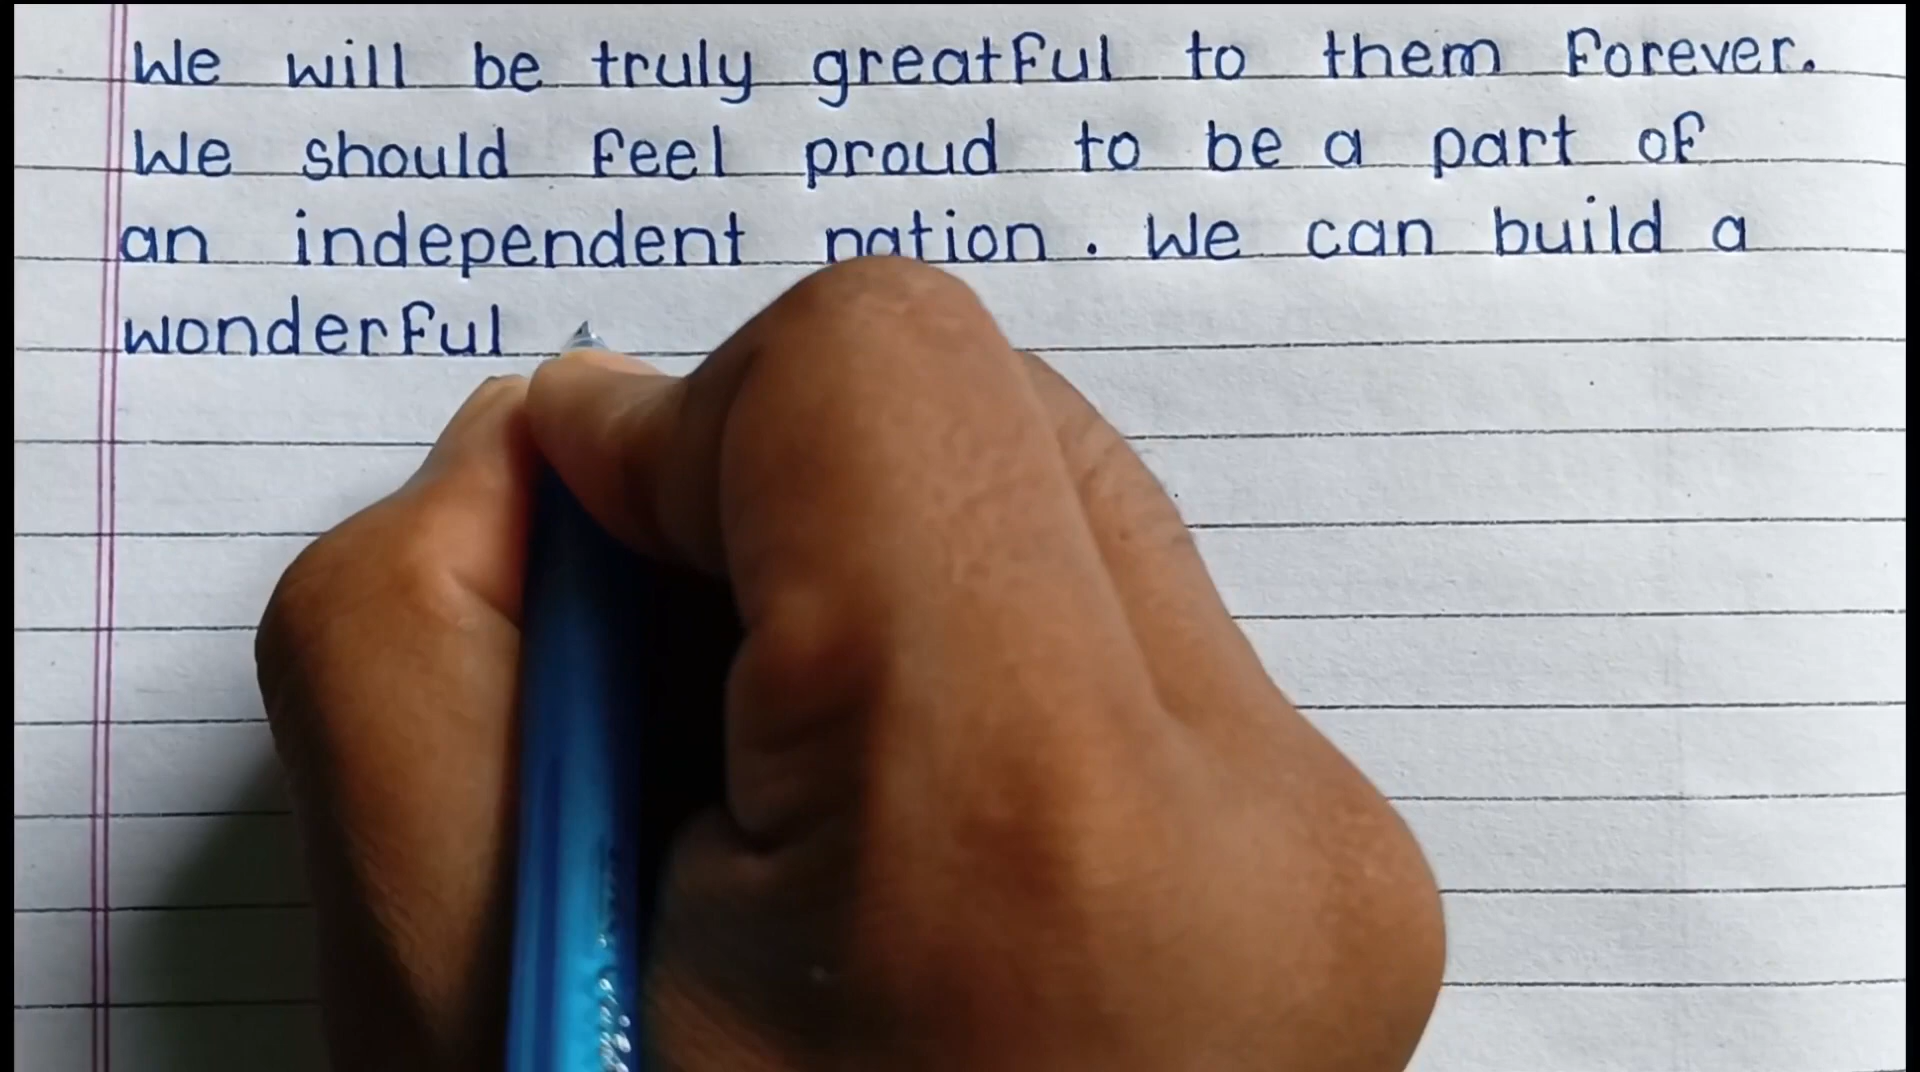 We will be truly greatful to them forever.
We should feel proud to be a part of
an independent nation. We can build a
wonderful